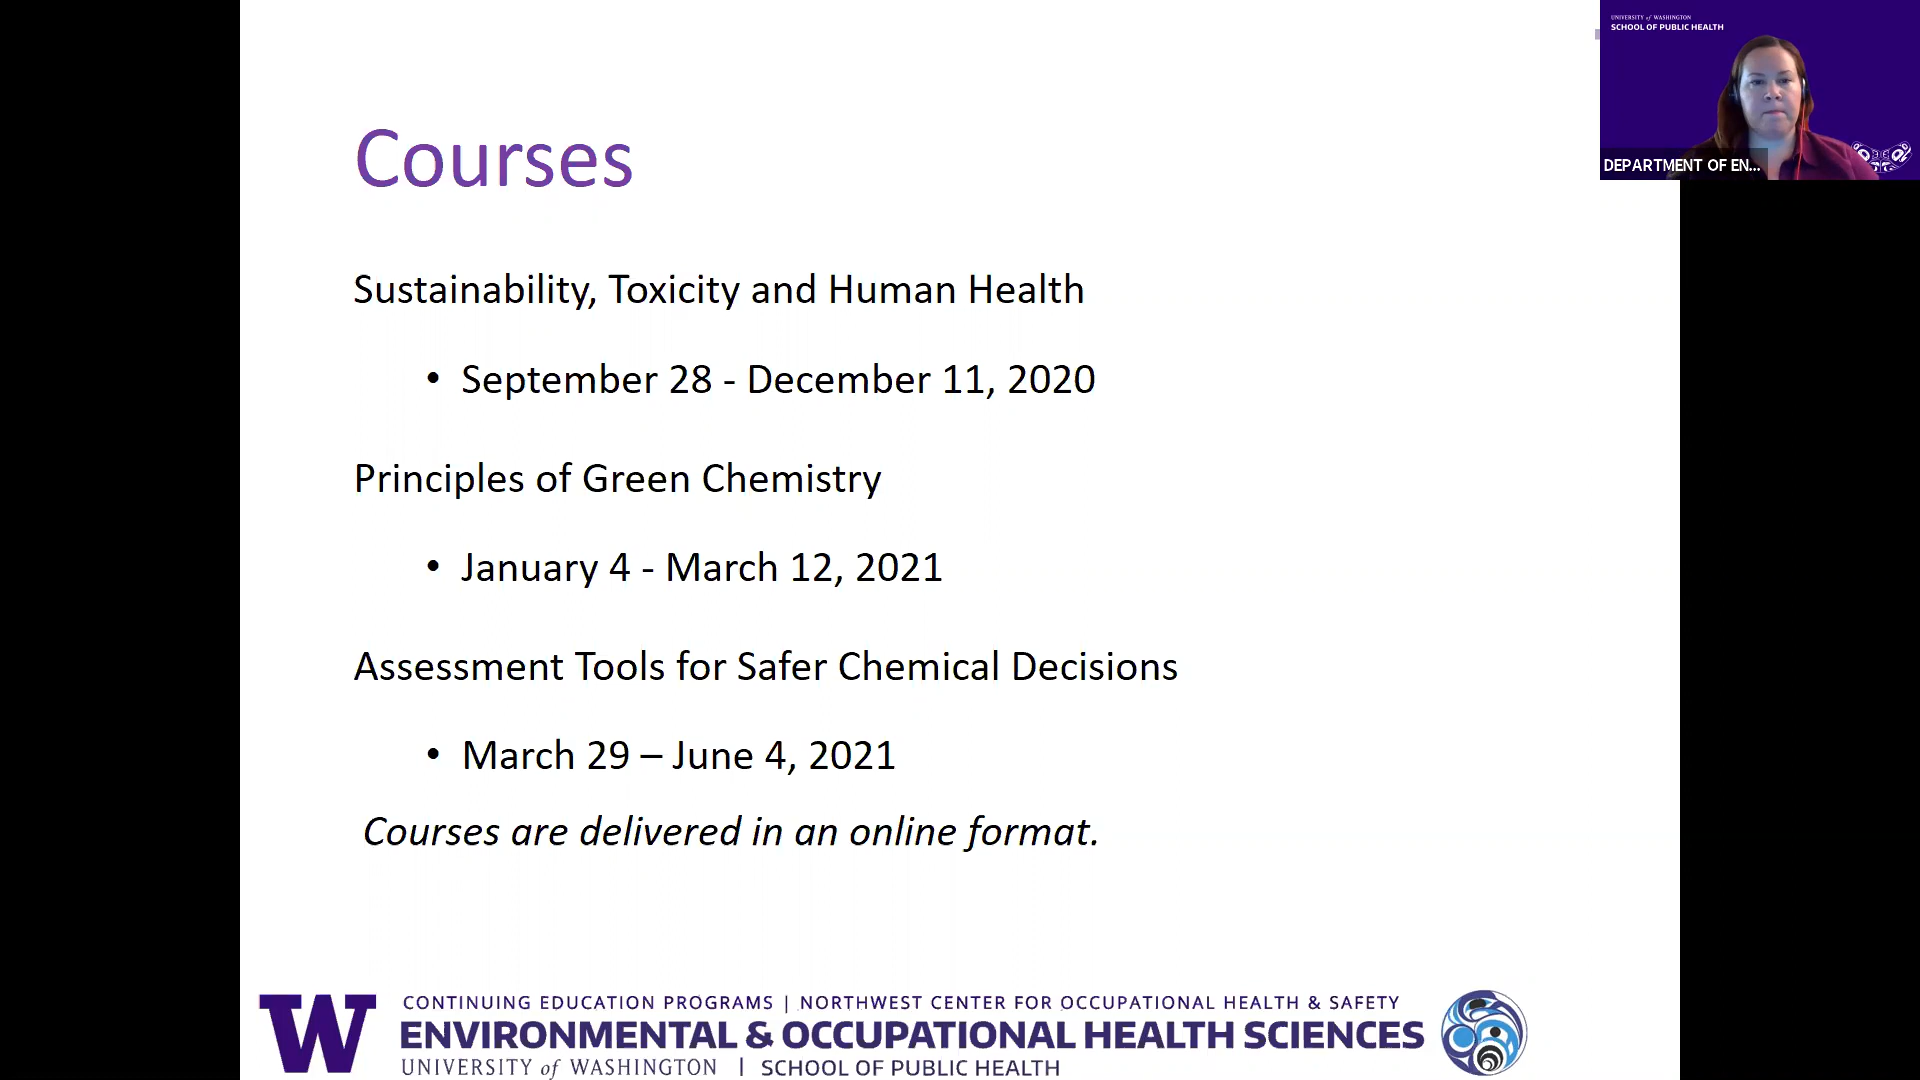 UNIVERSITY of WASHINGTON
SCHOOL OF PUBLIC HEALTH
DEPARTMENT OF EN...
Courses
Sustainability, Toxicity and Human Health
• September 28 - December 11, 2020
Principles of Green Chemistry
• January 4 - March 12, 2021
Assessment Tools for Safer Chemical Decisions
• March 29 – June 4, 2021
Courses are delivered in an online format.
W
CONTINUING EDUCATION PROGRAMS | NORTHWEST CENTER FOR OCCUPATIONAL HEALTH & SAFETY
ENVIRONMENTAL & OCCUPATIONAL HEALTH SCIENCES
UNIVERSITY of WASHINGTON | SCHOOL OF PUBLIC HEALTH